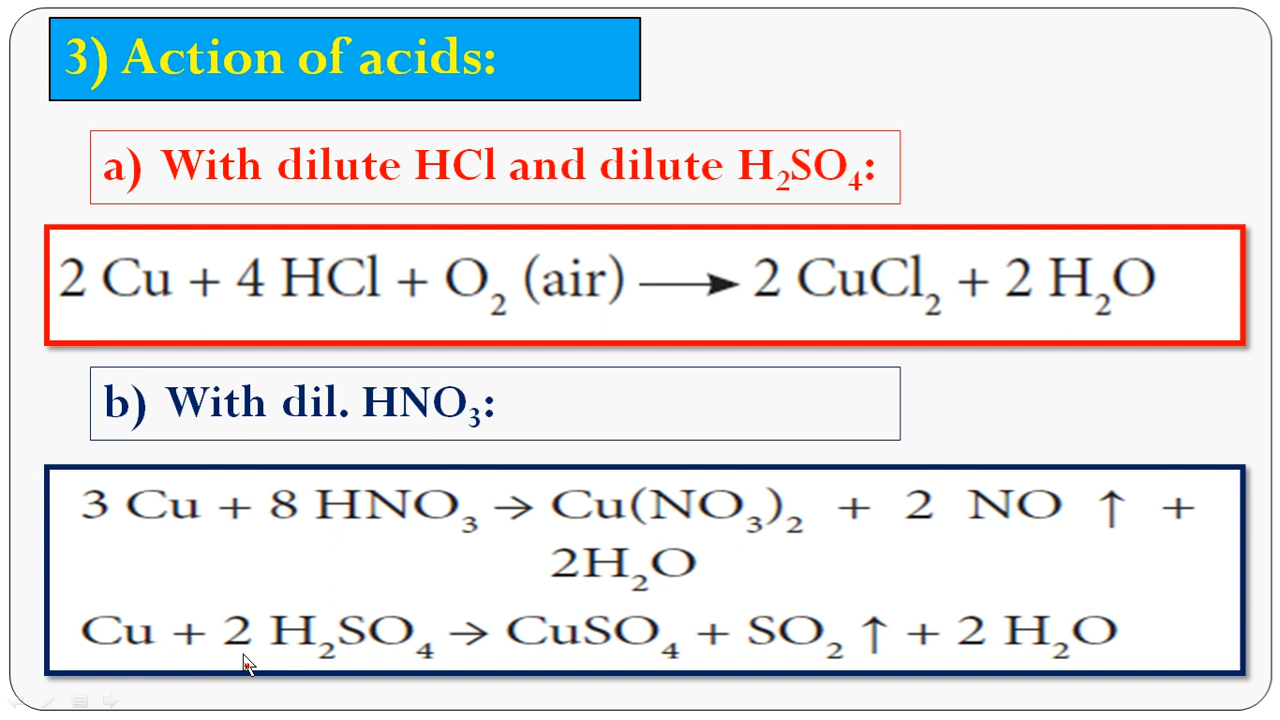 3) Action of acids:
a) With dilute HCl and dilute H₂SO₄:
2 Cu + 4 HCl + O₂ (air) ⟶ 2 CuCl₂ + 2 H₂O
b) With dil. HNO₃:
3 Cu + 8 HNO₃ → Cu(NO₃)₂ + 2 NO ↑ +
2H₂O
Cu + 2 H₂SO₄ → CuSO₄ + SO₂ ↑ + 2 H₂O